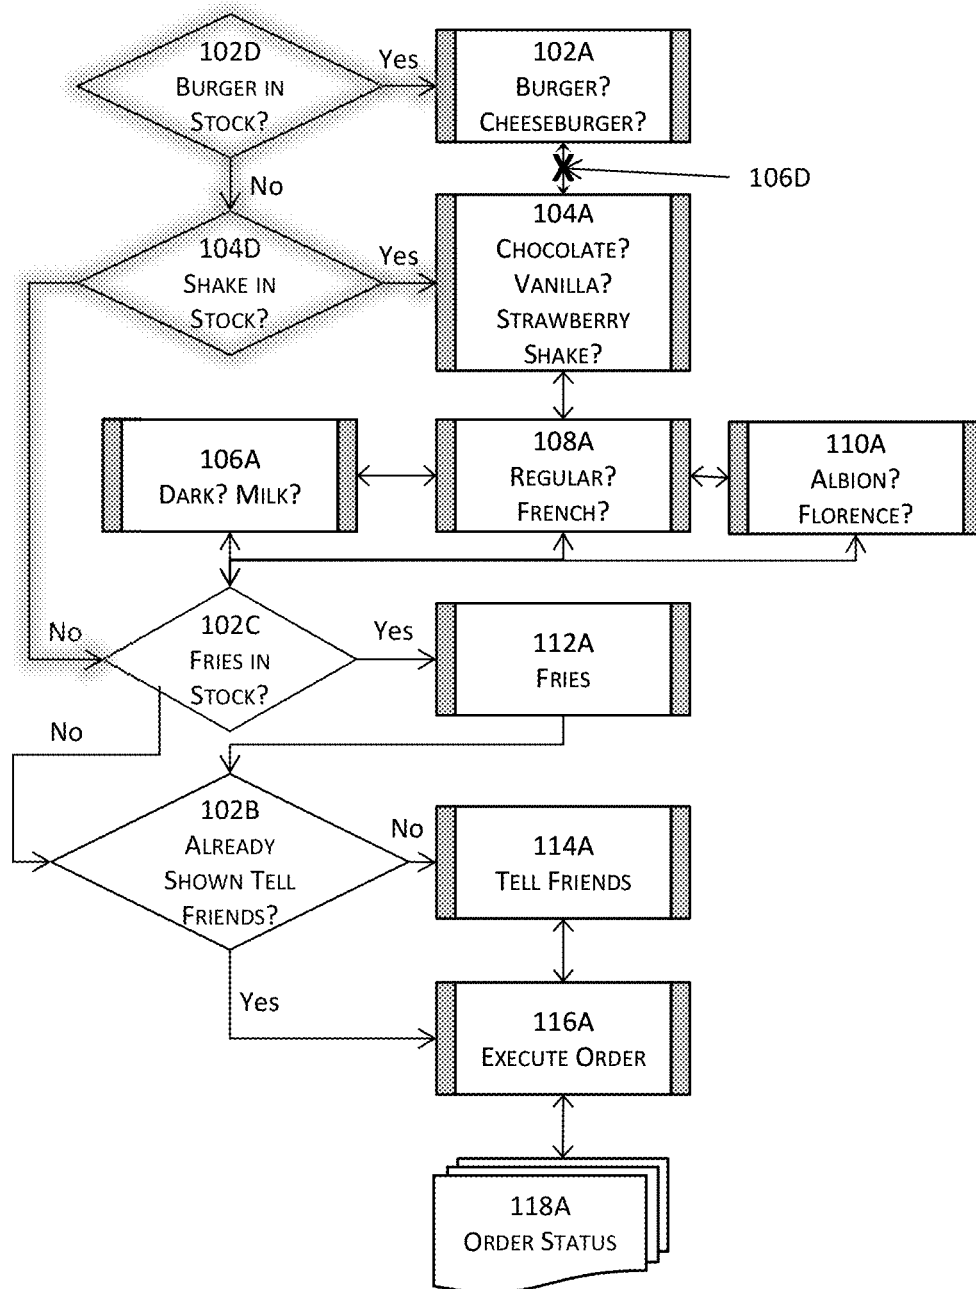 102D
BURGER IN
STOCK?
Yes
102A
BURGER?
CHEESEBURGER?
X
106D
No
104D
SHAKE IN
STOCK?
Yes
104A
CHOCOLATE?
VANILLA?
STRAWBERRY
SHAKE?
106A
DARK? MILK?
108A
REGULAR?
FRENCH?
110A
ALBION?
FLORENCE?
No
102C
FRIES IN
STOCK?
Yes
112A
FRIES
No
102B
ALREADY
SHOWN TELL
FRIENDS?
No
114A
TELL FRIENDS
Yes
116A
EXECUTE ORDER
118A
ORDER STATUS